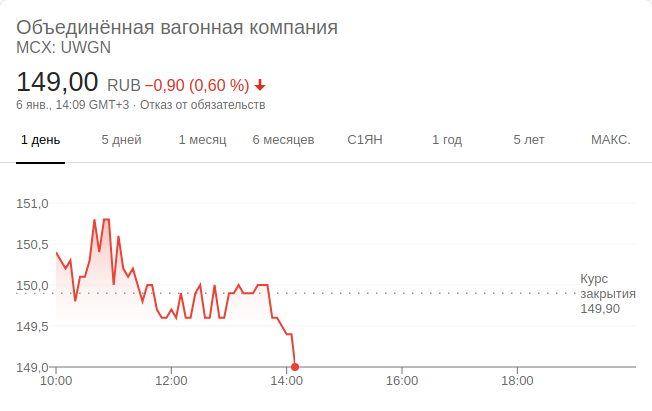 Объединённая вагонная компания
MCX: UWGN
149,00 RUB −0,90 (0,60 %)
6 янв., 14:09 GMT+3 · Отказ от обязательств
1 день 5 дней 1 месяц 6 месяцев С1ЯН 1 год 5 лет МАКС.
151,0
150,5
150,0
149,5
149,0
Курс
закрытия
149,90
10:00 12:00 14:00 16:00 18:00